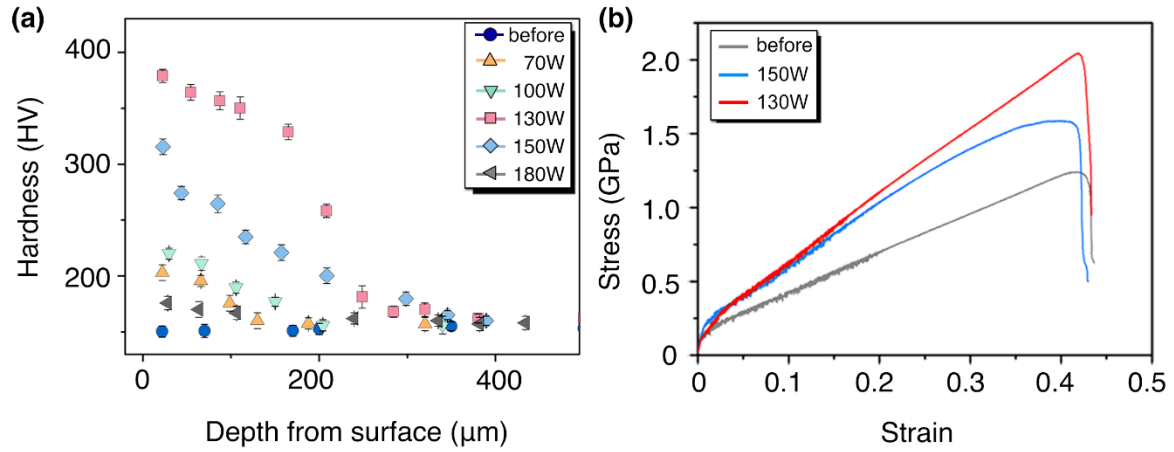 (a)
400
300
200
Hardness (HV)
before
70W
100W
130W
150W
180W
0
200
400
Depth from surface (μm)
(b)
2.0
1.5
1.0
0.5
0
Stress (GPa)
before
150W
130W
0
0.1
0.2
0.3
0.4
0.5
Strain